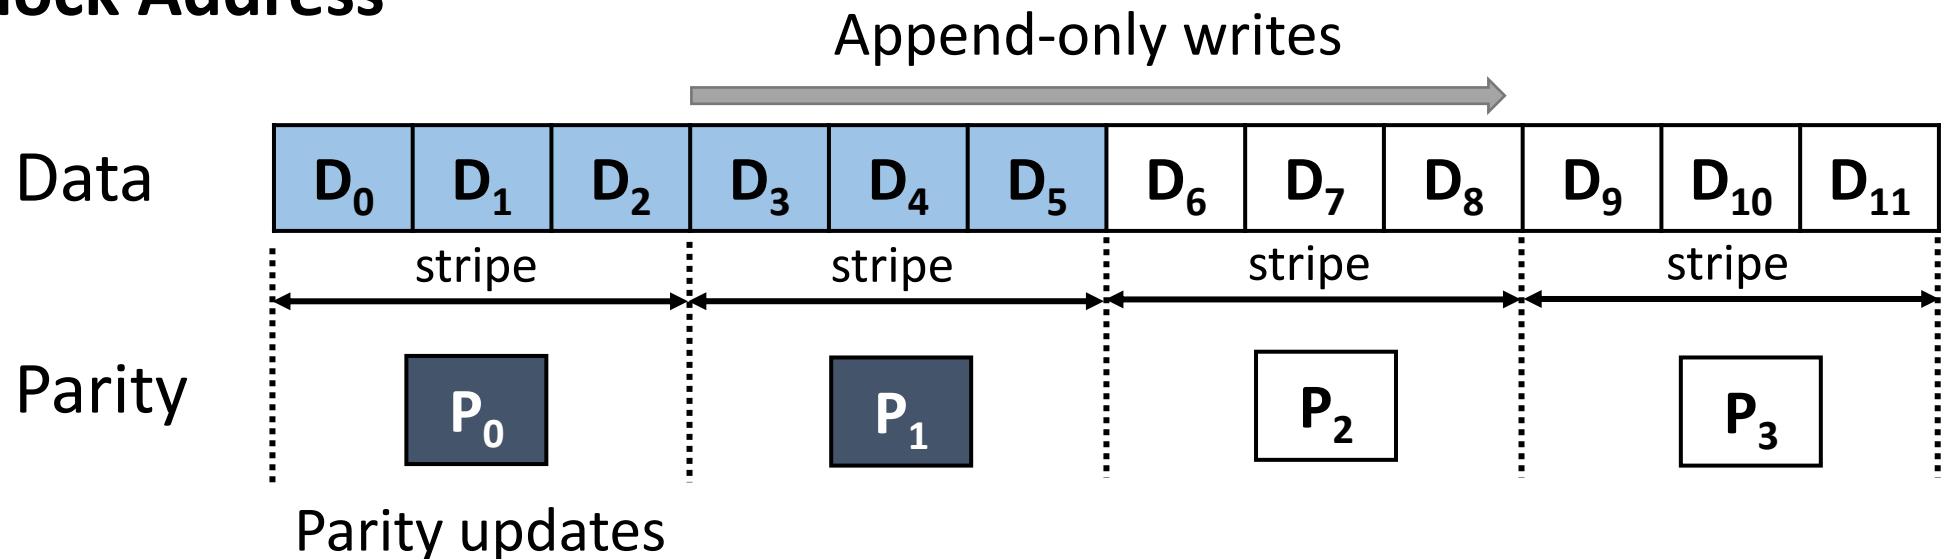 Address
Append-only writes
Data D0 D1 D2 D3 D4 D5 D6 D7 D8 D9 D10 D11
stripe stripe stripe stripe
Parity P0 P1 P2 P3
Parity updates